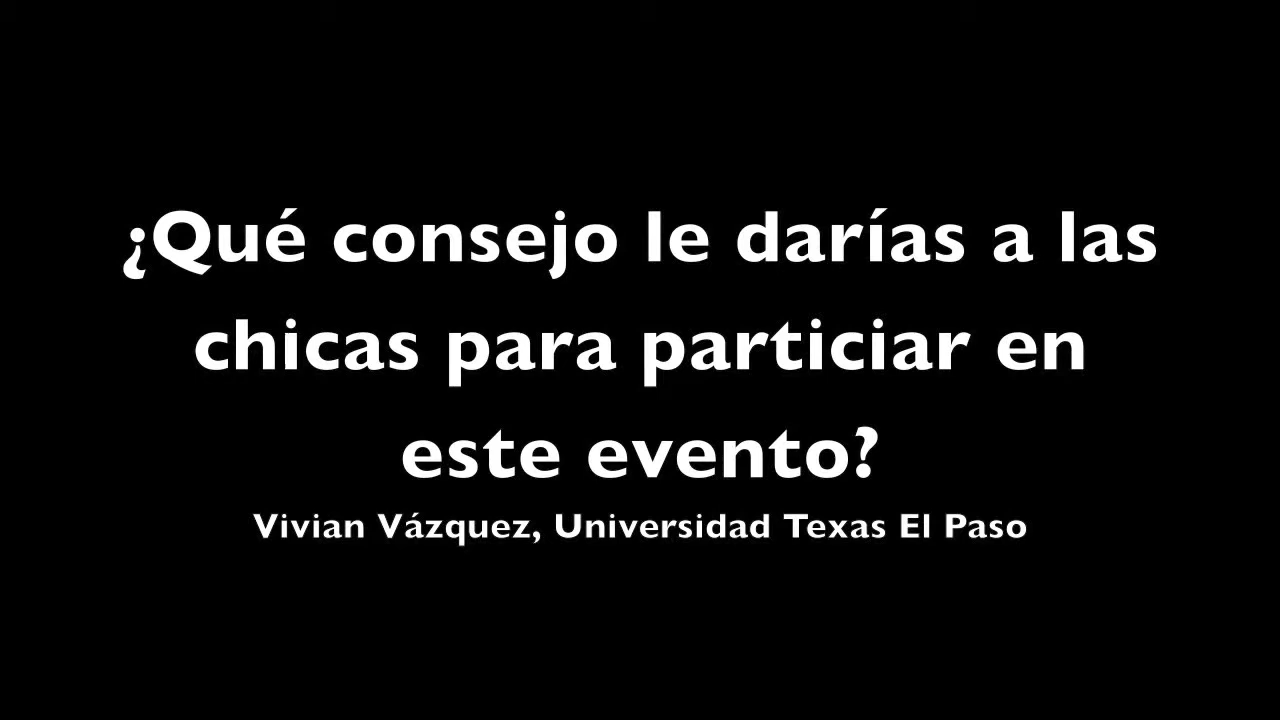 ¿Qué consejo le darías a las
chicas para particiar en
este evento?
Vivian Vázquez, Universidad Texas El Paso